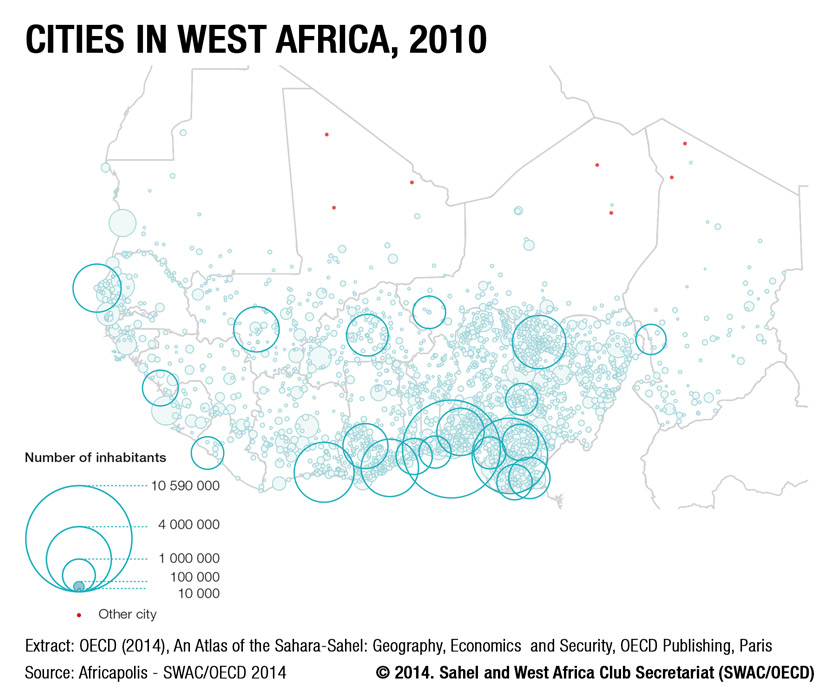 CITIES IN WEST AFRICA, 2010
Number of inhabitants
10 590 000
4 000 000
1 000 000
100 000
10 000
Other city
Extract: OECD (2014), An Atlas of the Sahara-Sahel: Geography, Economics and Security, OECD Publishing, Paris
Source: Africapolis - SWAC/OECD 2014 © 2014. Sahel and West Africa Club Secretariat (SWAC/OECD)